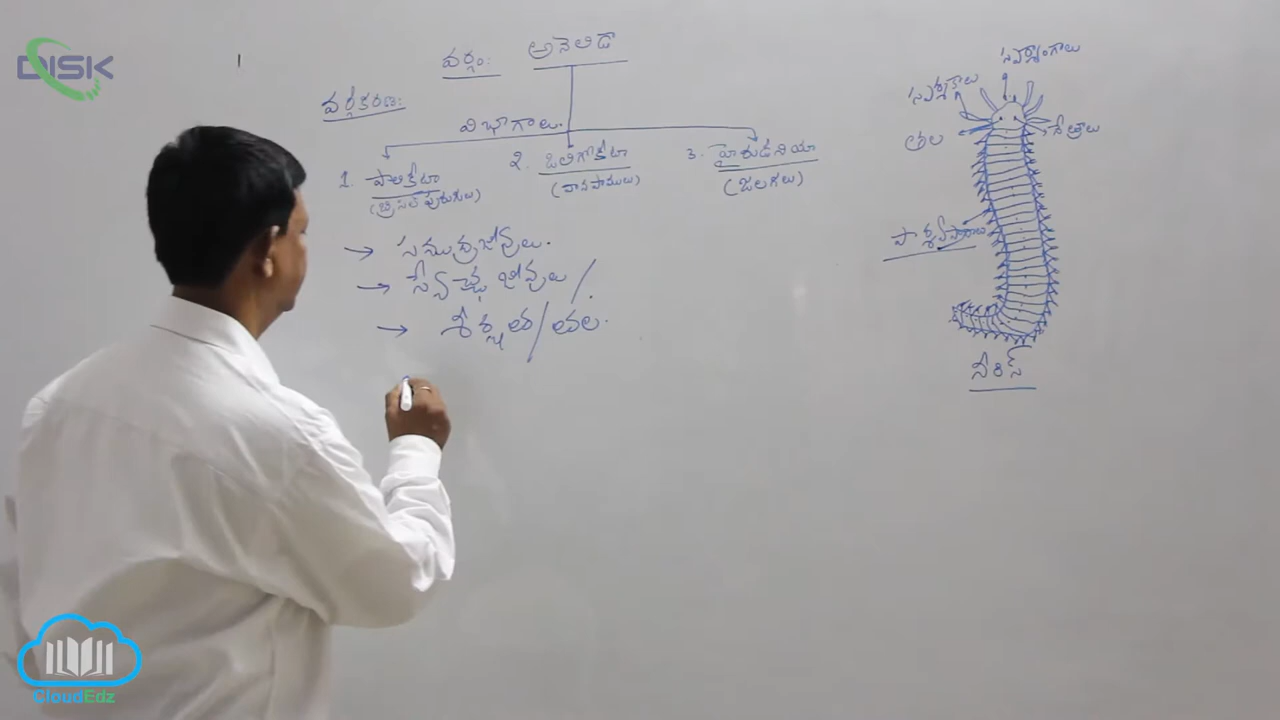 DISK
వర్గం: అనెలిడా
వర్గీకరణ:
విభాగాలు.
1. పాలికీటా
(బ్రిసిల్ పురుగులు)
2. ఒలిగోకీటా
(వానపాములు)
3. హైరుడినియా
(జలగలు)
→ సముద్రజీవులు.
→ స్వేచ్ఛ జీవులు /
→ తల.
స్పర్శకాలు
స్పర్శాంగాలు
తల
నేత్రాలు
పార్శ్వపాదాలు
నీరిస్
CloudEdz